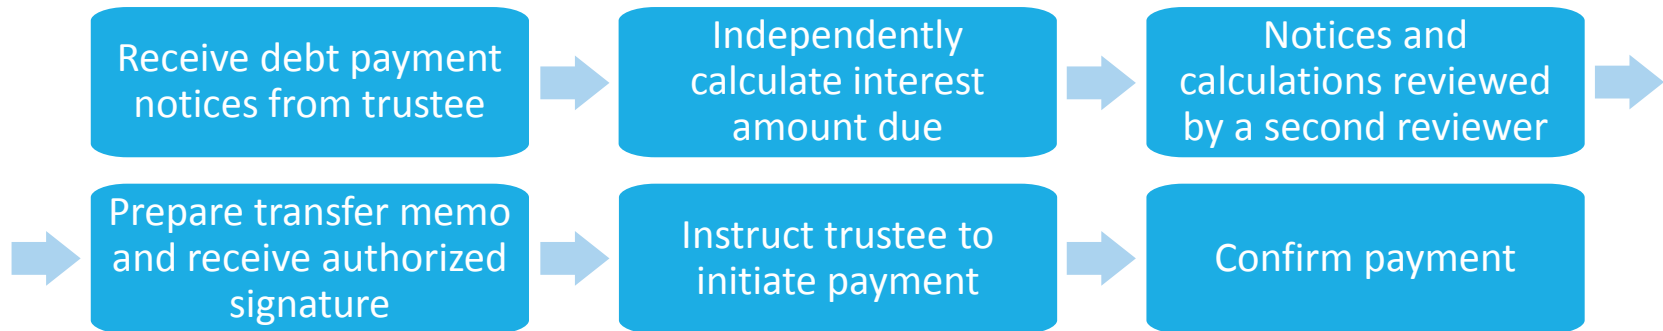 Receive debt payment
notices from trustee
Independently
calculate interest
amount due
Notices and
calculations reviewed
by a second reviewer
Prepare transfer memo
and receive authorized
signature
Instruct trustee to
initiate payment
Confirm payment